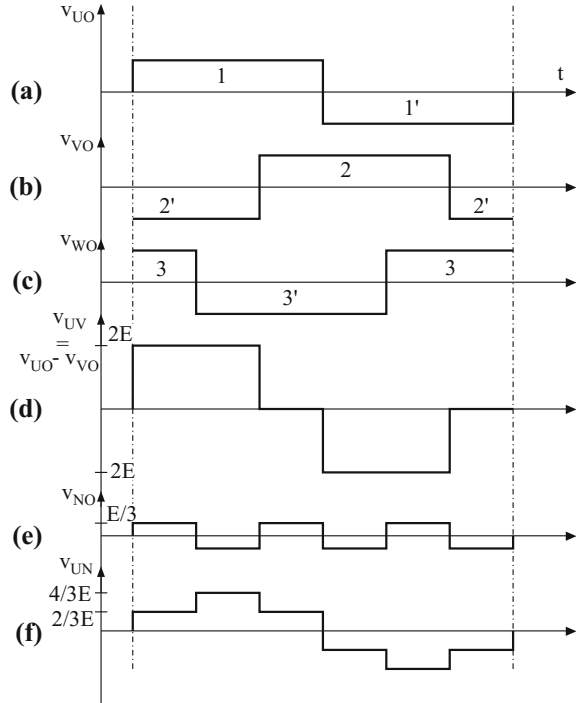 vUO
(a)
1
t
1'
vVO
(b)
2
2'
2'
vWO
(c)
3
3
3'
vUV
=
vUO- vVO
2E
(d)
2E
vNO
E/3
(e)
vUN
4/3E
2/3E
(f)